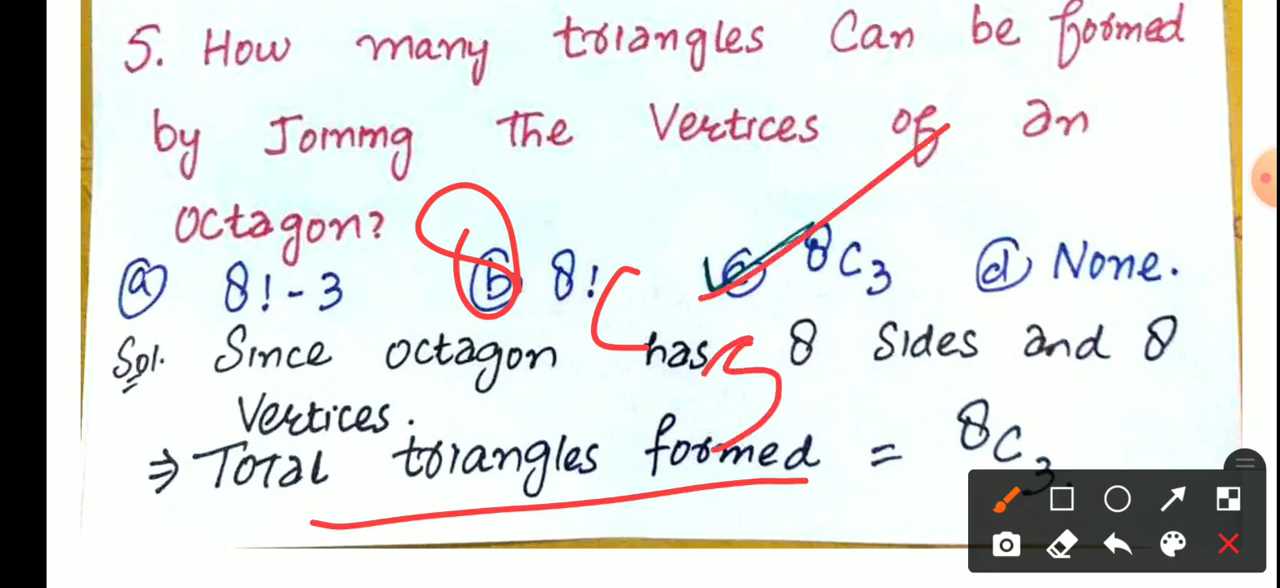 5. How many triangles can be formed
by Joining the Vertices of an
octagon?
(a) 8! - 3 (b) 8! (c) 8C3 (d) None.
Sol. Since octagon has 8 Sides and 8
Vertices.
⇒ Total triangles formed = 8C3.
8C3